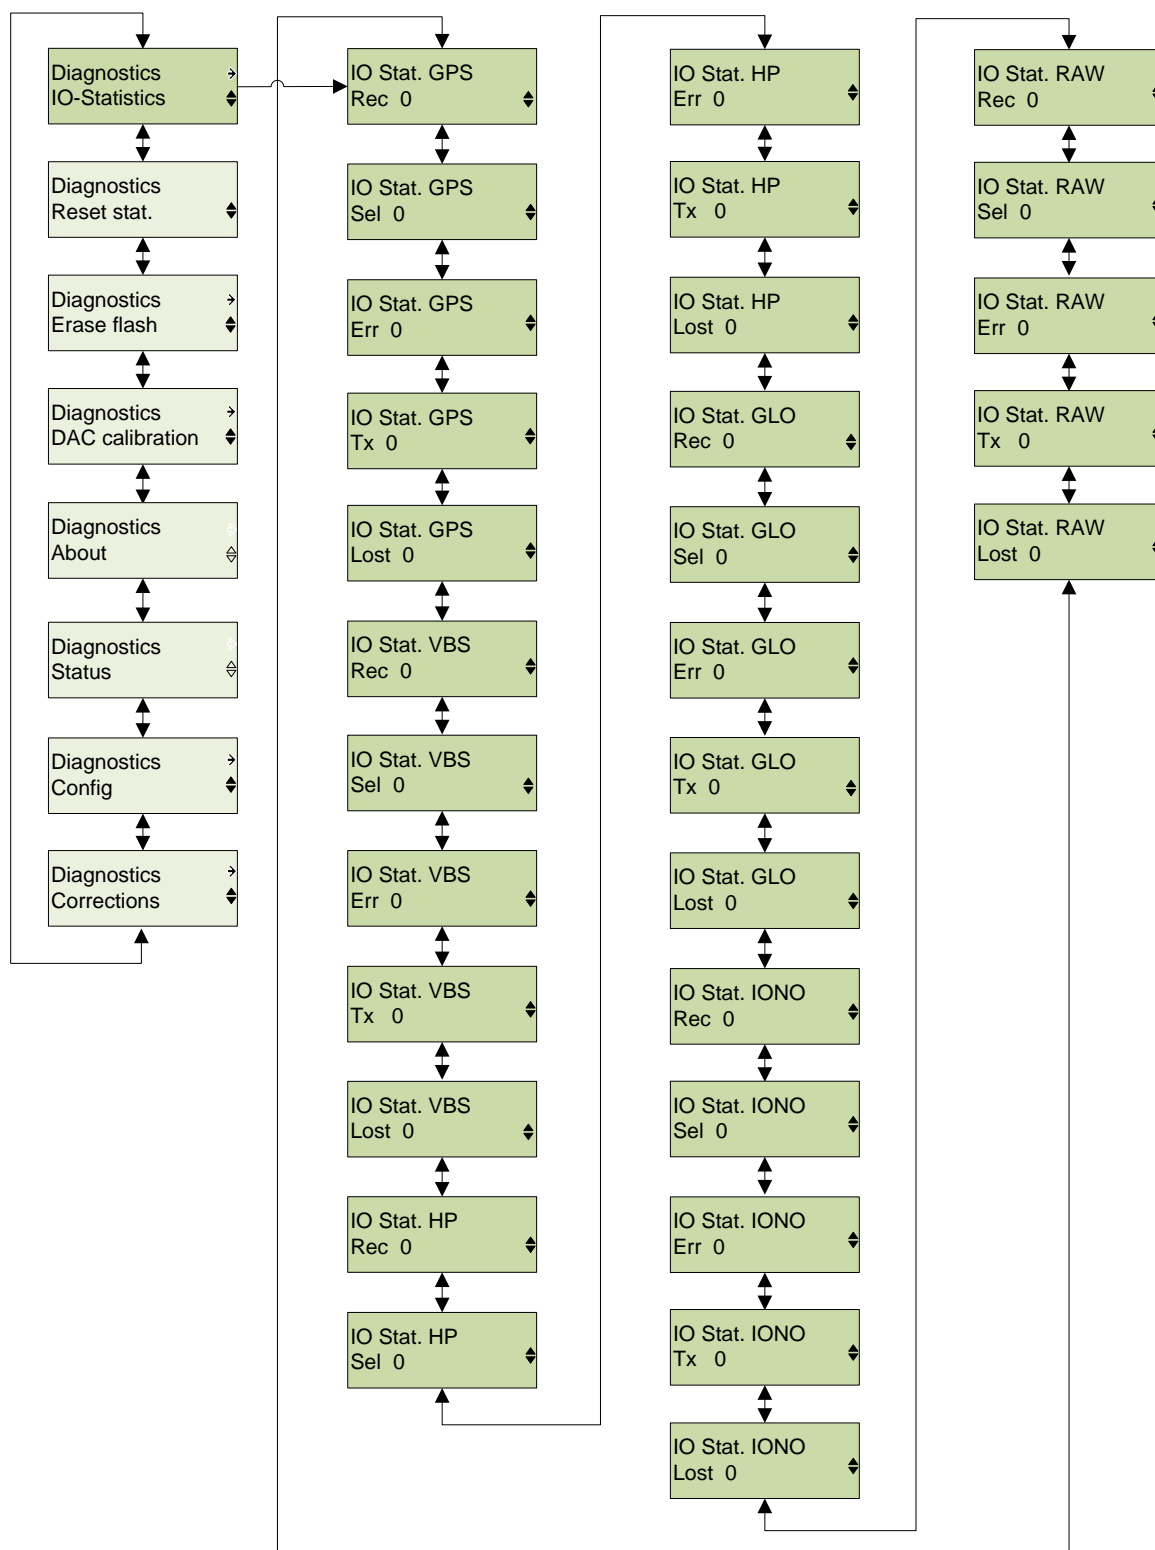 Diagnostics
IO-Statistics
Diagnostics
Reset stat.
Diagnostics
Erase flash
Diagnostics
DAC calibration
Diagnostics
About
Diagnostics
Status
Diagnostics
Config
Diagnostics
Corrections
IO Stat. GPS
Rec 0
IO Stat. GPS
Sel 0
IO Stat. GPS
Err 0
IO Stat. GPS
Tx 0
IO Stat. GPS
Lost 0
IO Stat. VBS
Rec 0
IO Stat. VBS
Sel 0
IO Stat. VBS
Err 0
IO Stat. VBS
Tx 0
IO Stat. VBS
Lost 0
IO Stat. HP
Rec 0
IO Stat. HP
Sel 0
IO Stat. HP
Err 0
IO Stat. HP
Tx 0
IO Stat. HP
Lost 0
IO Stat. GLO
Rec 0
IO Stat. GLO
Sel 0
IO Stat. GLO
Err 0
IO Stat. GLO
Tx 0
IO Stat. GLO
Lost 0
IO Stat. IONO
Rec 0
IO Stat. IONO
Sel 0
IO Stat. IONO
Err 0
IO Stat. IONO
Tx 0
IO Stat. IONO
Lost 0
IO Stat. RAW
Rec 0
IO Stat. RAW
Sel 0
IO Stat. RAW
Err 0
IO Stat. RAW
Tx 0
IO Stat. RAW
Lost 0